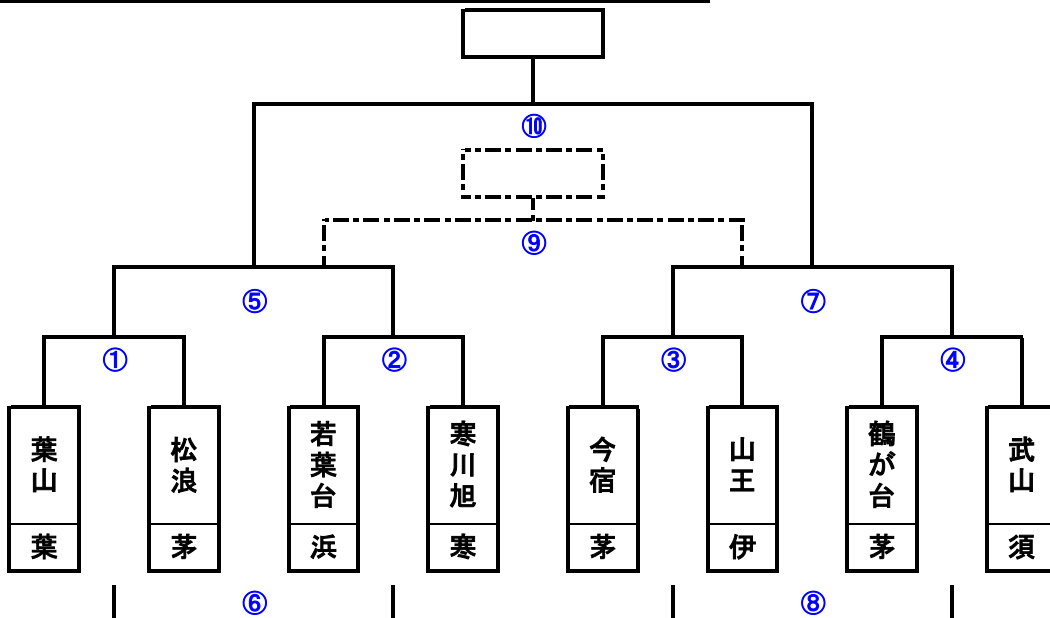 ⑩
⑨
⑤
⑦
①
②
③
④
葉山
松浪
若葉台
寒川旭
今宿
山王
鶴が台
武山
葉
茅
浜
寒
茅
伊
茅
須
⑥
⑧